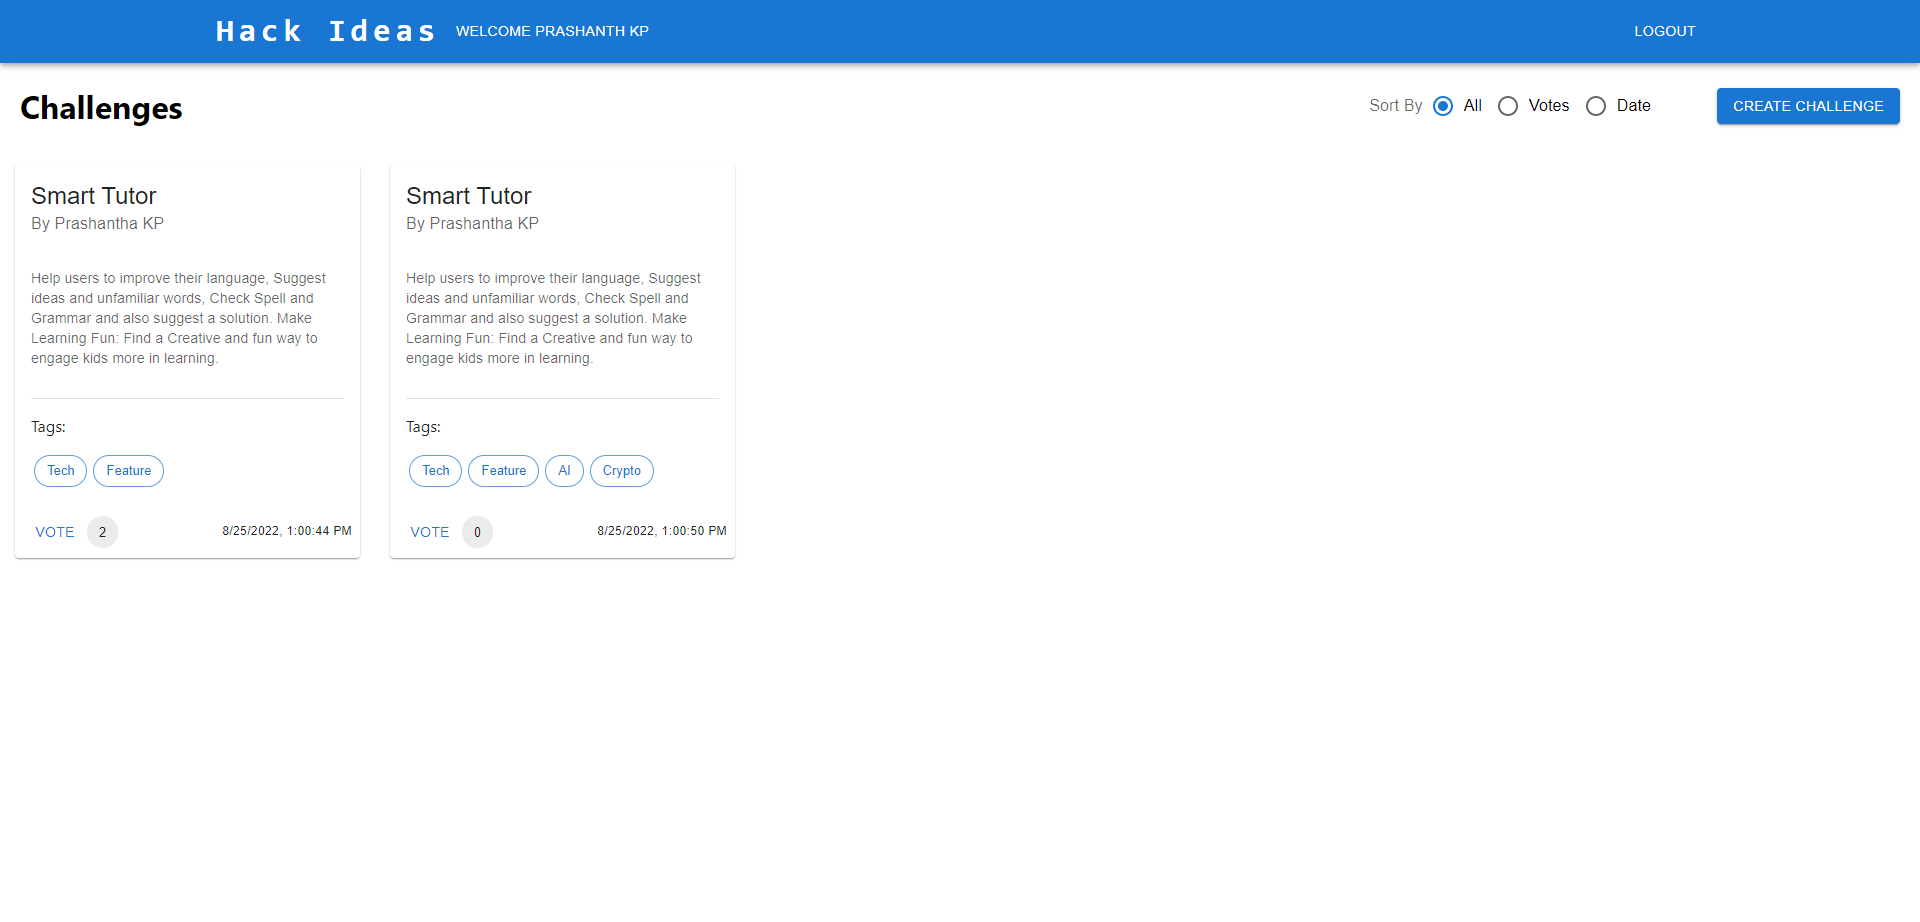 Hack Ideas WELCOME PRASHANTH KP LOGOUT
Challenges Sort By All Votes Date CREATE CHALLENGE
Smart Tutor
By Prashantha KP
Help users to improve their language, Suggest
ideas and unfamiliar words, Check Spell and
Grammar and also suggest a solution. Make
Learning Fun: Find a Creative and fun way to
engage kids more in learning.
Tags:
Tech Feature
VOTE 2 8/25/2022, 1:00:44 PM
Smart Tutor
By Prashantha KP
Help users to improve their language, Suggest
ideas and unfamiliar words, Check Spell and
Grammar and also suggest a solution. Make
Learning Fun: Find a Creative and fun way to
engage kids more in learning.
Tags:
Tech Feature AI Crypto
VOTE 0 8/25/2022, 1:00:50 PM